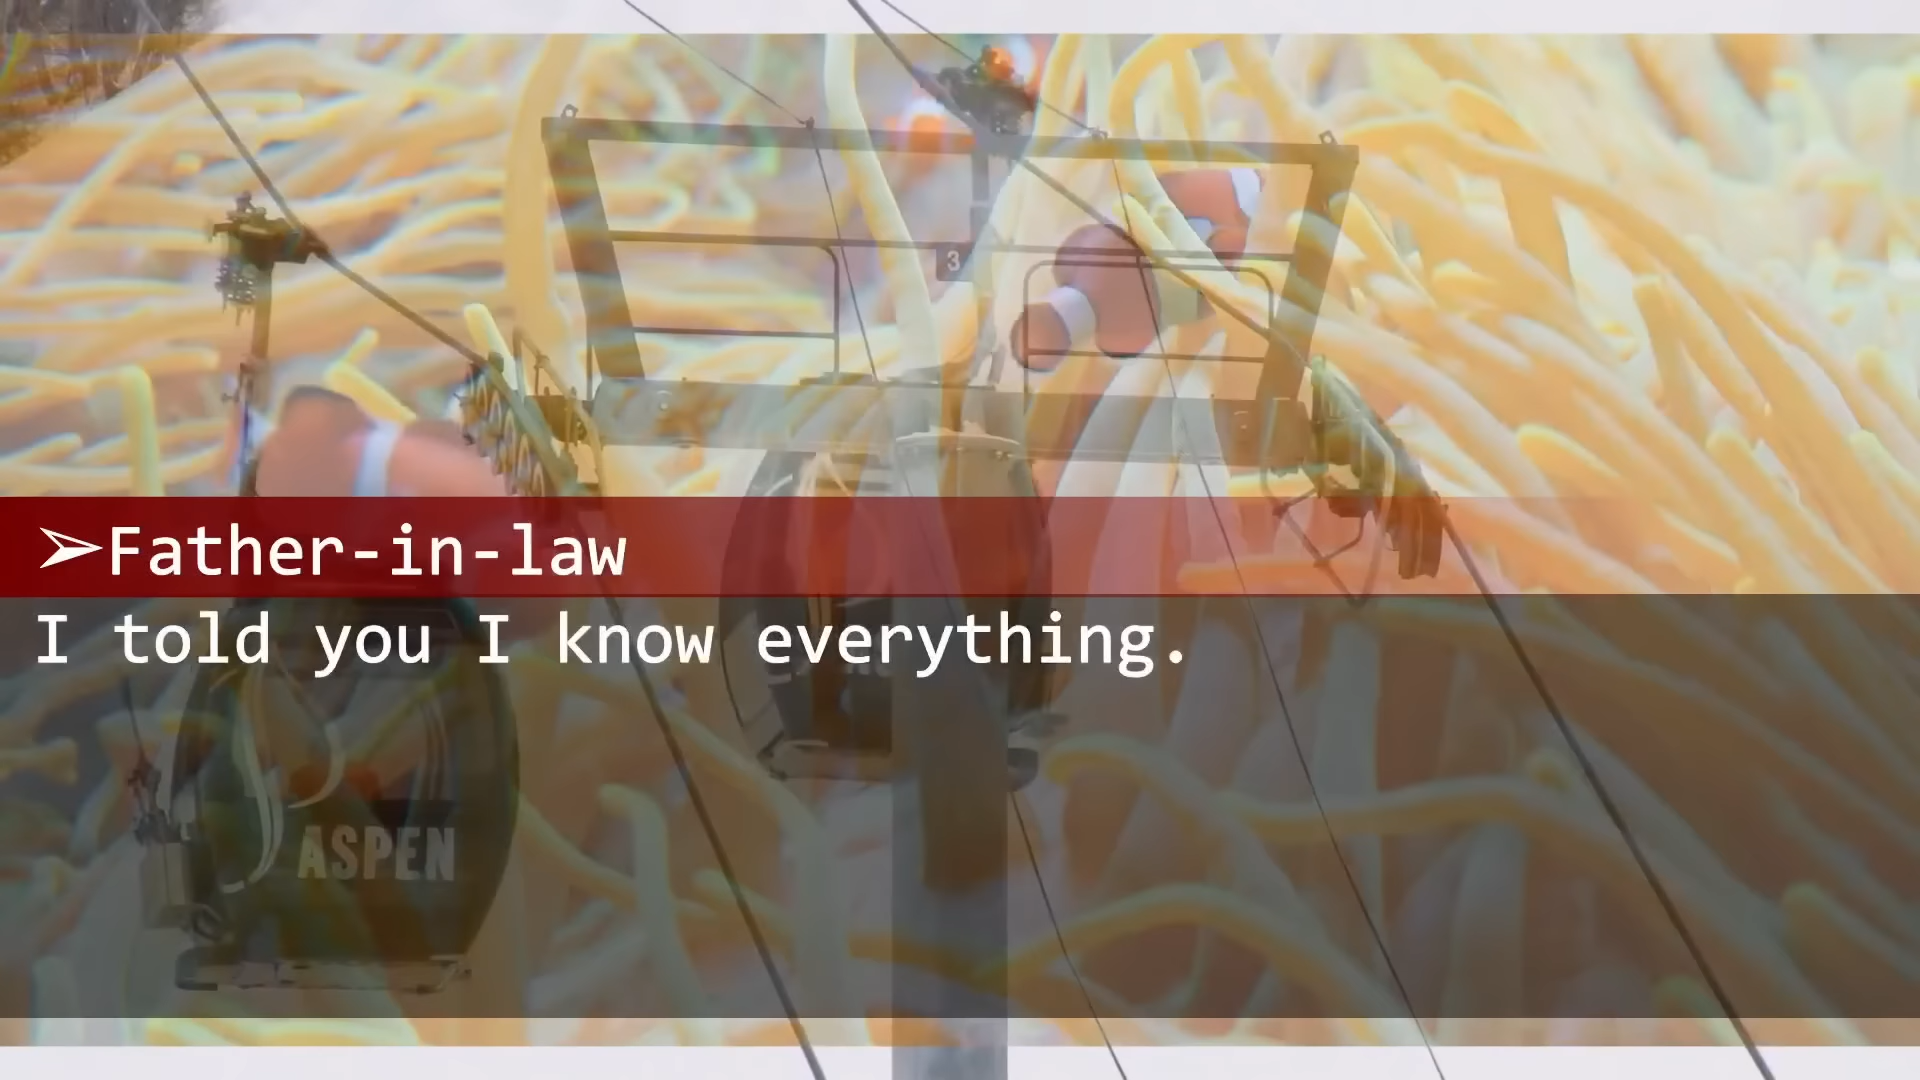 3
➢Father-in-law
I told you I know everything.
ASPEN